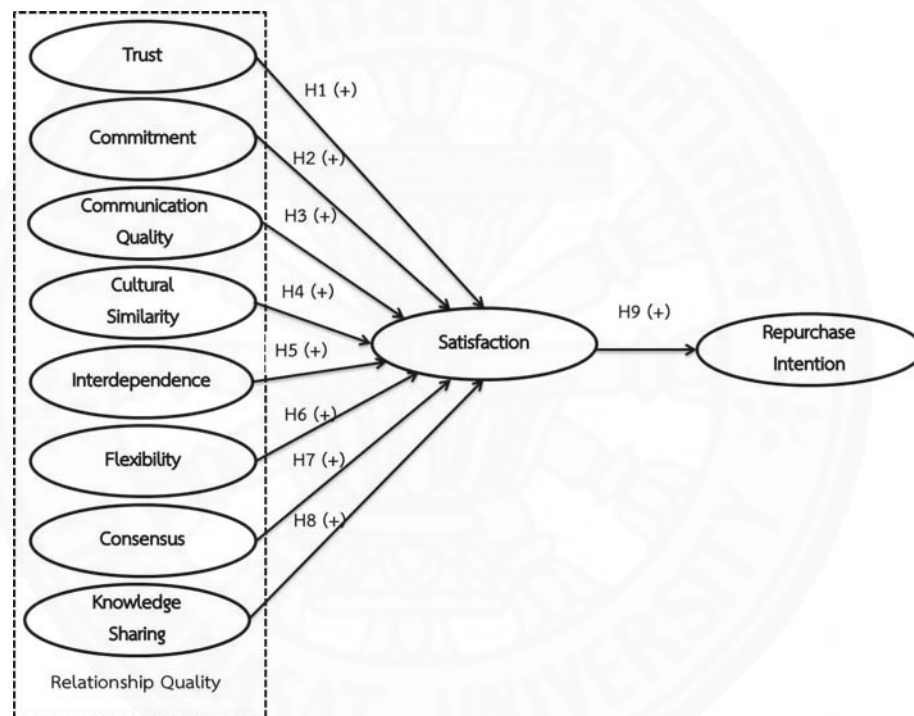 Trust
H1 (+)
Commitment
H2 (+)
Communication
Quality
H3 (+)
Cultural
Similarity
H4 (+)
Satisfaction
H9 (+)
Repurchase
Intention
H5 (+)
Interdependence
H6 (+)
Flexibility
H7 (+)
Consensus
H8 (+)
Knowledge
Sharing
Relationship Quality
UNIVERSITY